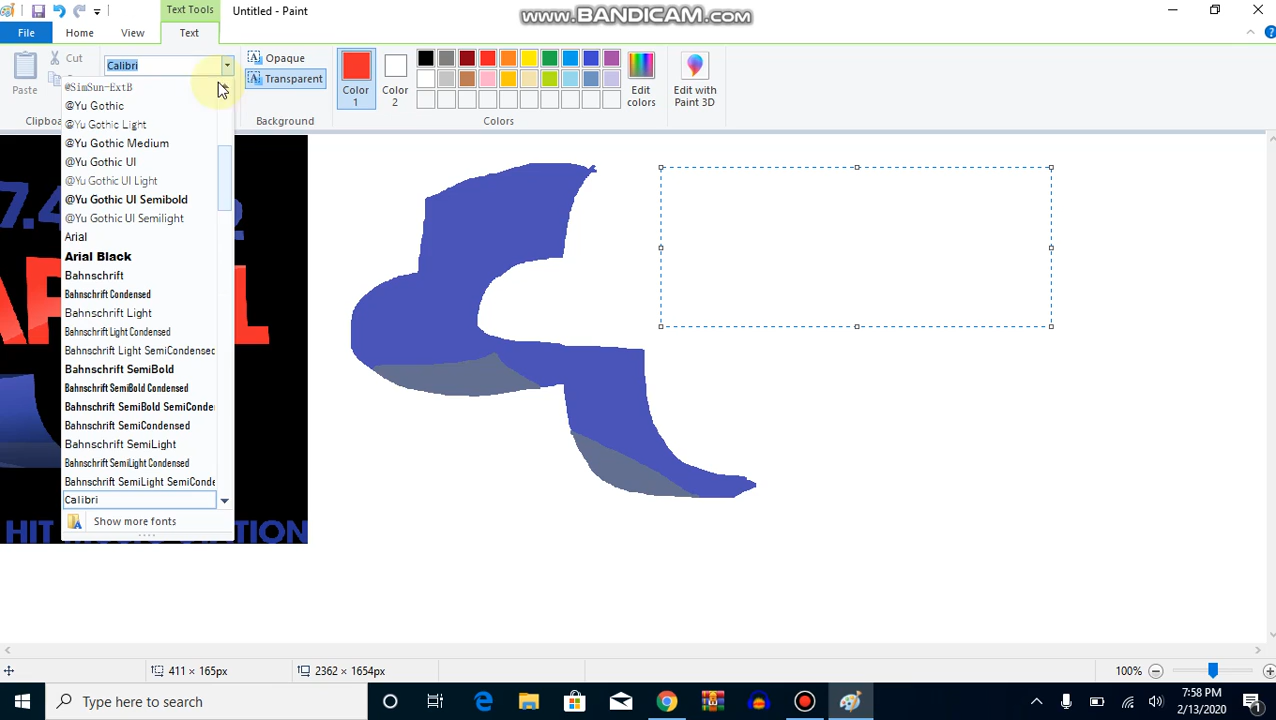 Text Tools
Untitled - Paint
www.BANDICAM.com
File
Home
View
Text
Paste
Cut
Calibri
Opaque
Transparent
Background
Color 1
Color 2
Colors
Edit colors
Edit with Paint 3D
@SimSun-ExtB
@Yu Gothic
@Yu Gothic Light
@Yu Gothic Medium
@Yu Gothic UI
@Yu Gothic UI Light
@Yu Gothic UI Semibold
@Yu Gothic UI Semilight
Arial
Arial Black
Bahnschrift
Bahnschrift Condensed
Bahnschrift Light
Bahnschrift Light Condensed
Bahnschrift Light SemiCondensed
Bahnschrift SemiBold
Bahnschrift SemiBold Condensed
Bahnschrift SemiBold SemiConde
Bahnschrift SemiCondensed
Bahnschrift SemiLight
Bahnschrift SemiLight Condensed
Bahnschrift SemiLight SemiConde
Calibri
Show more fonts
HIT MUSIC STATION
411 × 165px
2362 × 1654px
100%
Type here to search
7:58 PM
2/13/2020
1